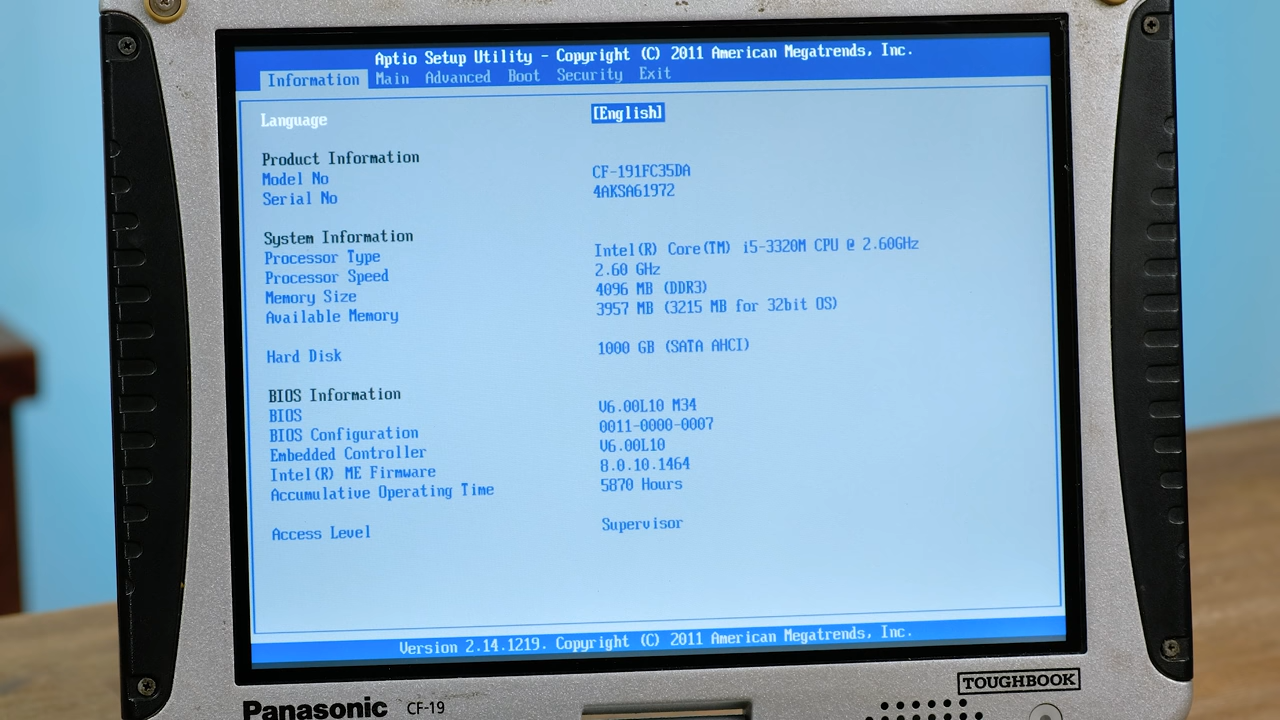 Aptio Setup Utility - Copyright (C) 2011 American Megatrends, Inc.
Information Main Advanced Boot Security Exit
Language [English]
Product Information
Model No CF-191FC35DA
Serial No 4AKSA61972
System Information
Processor Type Intel(R) Core(TM) i5-3320M CPU @ 2.60GHz
Processor Speed 2.60 GHz
Memory Size 4096 MB (DDR3)
Available Memory 3957 MB (3215 MB for 32bit OS)
Hard Disk 1000 GB (SATA AHCI)
BIOS Information
BIOS V6.00L10 M34
BIOS Configuration 0011-0000-0007
Embedded Controller V6.00L10
Intel(R) ME Firmware 8.0.10.1464
Accumulative Operating Time 5870 Hours
Access Level Supervisor
Version 2.14.1219. Copyright (C) 2011 American Megatrends, Inc.
TOUGHBOOK
Panasonic CF-19